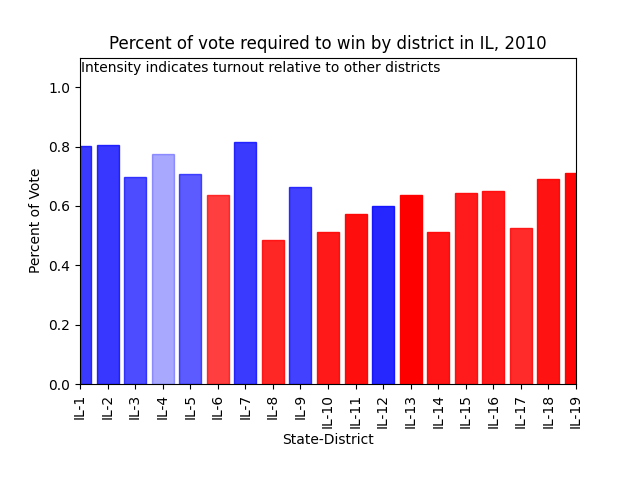 Percent of vote required to win by district in IL, 2010
Intensity indicates turnout relative to other districts
1.0
0.8
0.6
0.4
0.2
0.0
Percent of Vote
IL-1
IL-2
IL-3
IL-4
IL-5
IL-6
IL-7
IL-8
IL-9
IL-10
IL-11
IL-12
IL-13
IL-14
IL-15
IL-16
IL-17
IL-18
IL-19
State-District